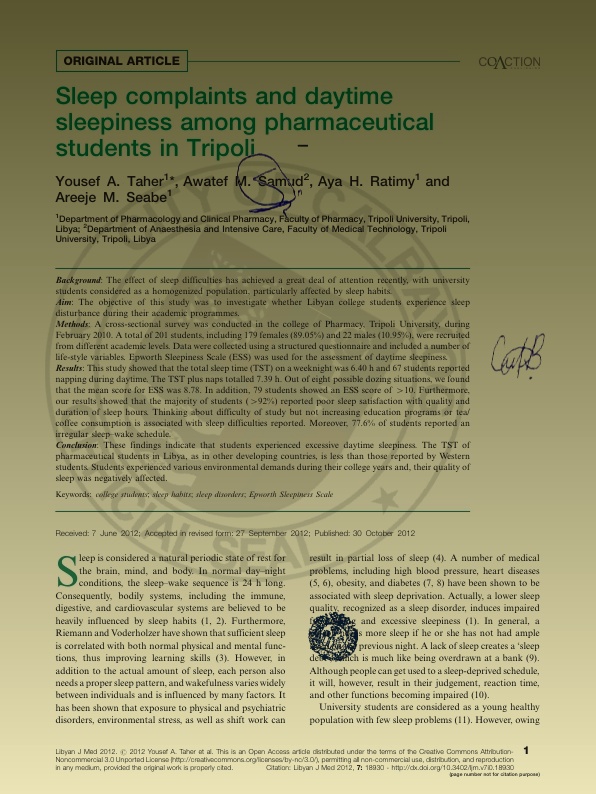 ORIGINAL ARTICLE
COACTION
Sleep complaints and daytime
sleepiness among pharmaceutical
students in Tripoli
Yousef A. Taher1*, Awatef M. Samud2, Aya H. Ratimy1 and
Areeje M. Seabe1
1Department of Pharmacology and Clinical Pharmacy, Faculty of Pharmacy, Tripoli University, Tripoli,
Libya; 2Department of Anaesthesia and Intensive Care, Faculty of Medical Technology, Tripoli
University, Tripoli, Libya
Background: The effect of sleep difficulties has achieved a great deal of attention recently, with university
students considered as a homogenized population, particularly affected by sleep habits.
Aim: The objective of this study was to investigate whether Libyan college students experience sleep
disturbance during their academic programmes.
Methods: A cross-sectional survey was conducted in the college of Pharmacy, Tripoli University, during
February 2010. A total of 201 students, including 179 females (89.05%) and 22 males (10.95%), were recruited
from different academic levels. Data were collected using a structured questionnaire and included a number of
life-style variables. Epworth Sleepiness Scale (ESS) was used for the assessment of daytime sleepiness.
Results: This study showed that the total sleep time (TST) on a weeknight was 6.40 h and 67 students reported
napping during daytime. The TST plus naps totalled 7.39 h. Out of eight possible dozing situations, we found
that the mean score for ESS was 8.78. In addition, 79 students showed an ESS score of >10. Furthermore,
our results showed that the majority of students (>92%) reported poor sleep satisfaction with quality and
duration of sleep hours. Thinking about difficulty of study but not increasing education programs or tea/
coffee consumption is associated with sleep difficulties reported. Moreover, 77.6% of students reported an
irregular sleep-wake schedule.
Conclusion: These findings indicate that students experienced excessive daytime sleepiness. The TST of
pharmaceutical students in Libya, as in other developing countries, is less than those reported by Western
students. Students experienced various environmental demands during their college years and, their quality of
sleep was negatively affected.
Keywords: college students; sleep habits; sleep disorders; Epworth Sleepiness Scale
Received: 7 June 2012; Accepted in revised form: 27 September 2012; Published: 30 October 2012
Sleep is considered a natural periodic state of rest for
the brain, mind, and body. In normal day-night
conditions, the sleep-wake sequence is 24 h long.
Consequently, bodily systems, including the immune,
digestive, and cardiovascular systems are believed to be
heavily influenced by sleep habits (1, 2). Furthermore,
Riemann and Voderholzer have shown that sufficient sleep
is correlated with both normal physical and mental func-
tions, thus improving learning skills (3). However, in
addition to the actual amount of sleep, each person also
needs a proper sleep pattern, and wakefulness varies widely
between individuals and is influenced by many factors. It
has been shown that exposure to physical and psychiatric
disorders, environmental stress, as well as shift work can
result in partial loss of sleep (4). A number of medical
problems, including high blood pressure, heart diseases
(5, 6), obesity, and diabetes (7, 8) have been shown to be
associated with sleep deprivation. Actually, a lower sleep
quality, recognized as a sleep disorder, induces impaired
and excessive sleepiness (1). In general, a
more sleep if he or she has not had ample
previous night. A lack of sleep creates a 'sleep
which is much like being overdrawn at a bank (9).
Although people can get used to a sleep-deprived schedule,
it will, however, result in their judgement, reaction time,
and other functions becoming impaired (10).
University students are considered as a young healthy
population with few sleep problems (11). However, owing
Libyan J Med 2012. © 2012 Yousef A. Taher et al. This is an Open Access article distributed under the terms of the Creative Commons Attribution-
Noncommercial 3.0 Unported License (http://creativecommons.org/licenses/by-nc/3.0/), permitting all non-commercial use, distribution, and reproduction
in any medium, provided the original work is properly cited. Citation: Libyan J Med 2012, 7: 18930 - http://dx.doi.org/10.3402/ljm.v7i0.18930
1
(page number not for citation purpose)